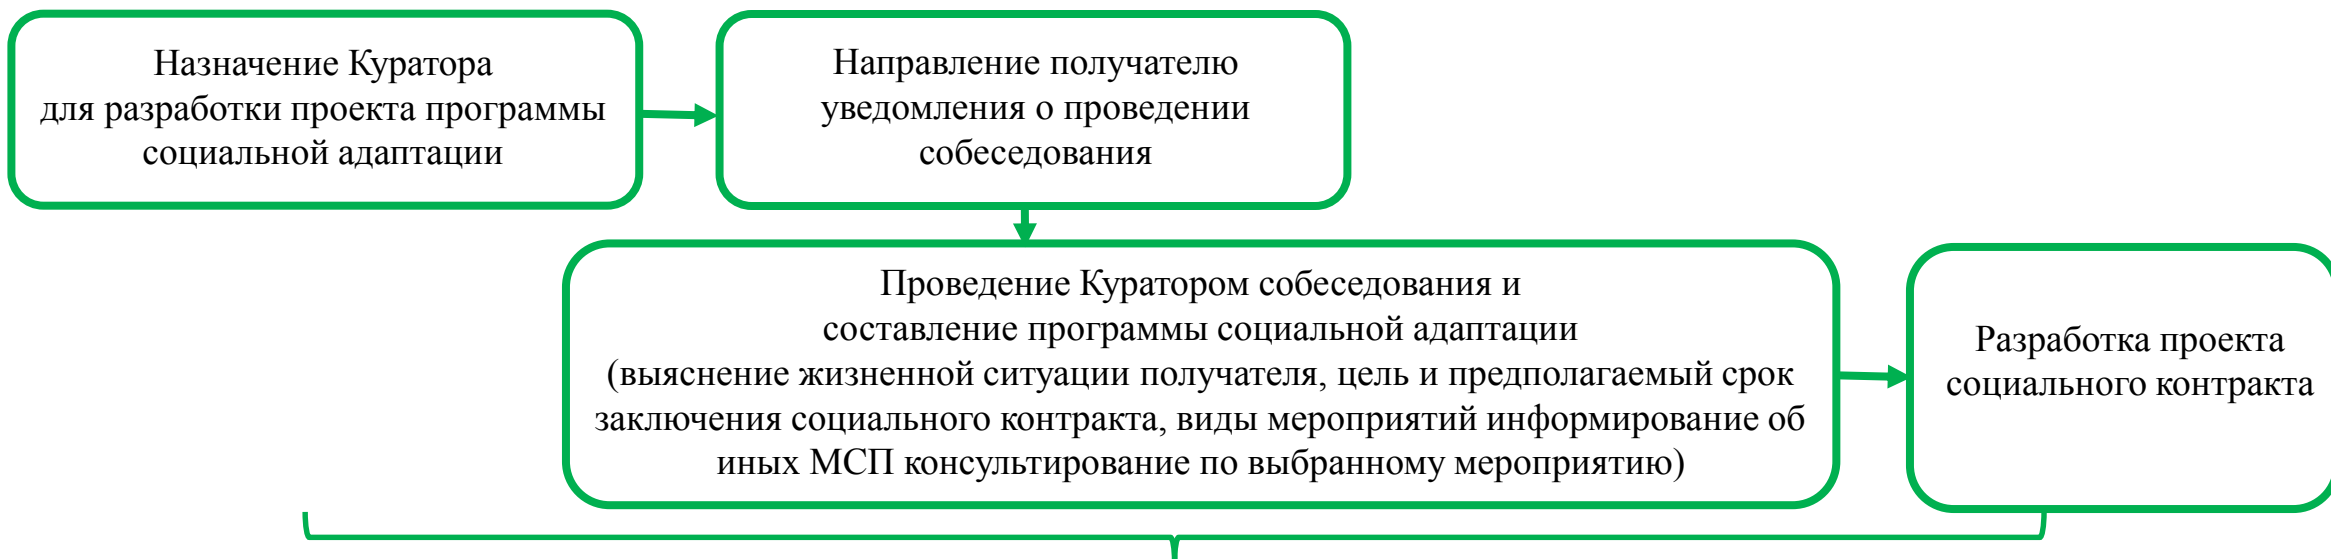 Назначение Куратора
для разработки проекта программы
социальной адаптации
Направление получателю
уведомления о проведении
собеседования
Проведение Куратором собеседования и
составление программы социальной адаптации
(выяснение жизненной ситуации получателя, цель и предполагаемый срок
заключения социального контракта, виды мероприятий информирование об
иных МСП консультирование по выбранному мероприятию)
Разработка проекта
социального контракта